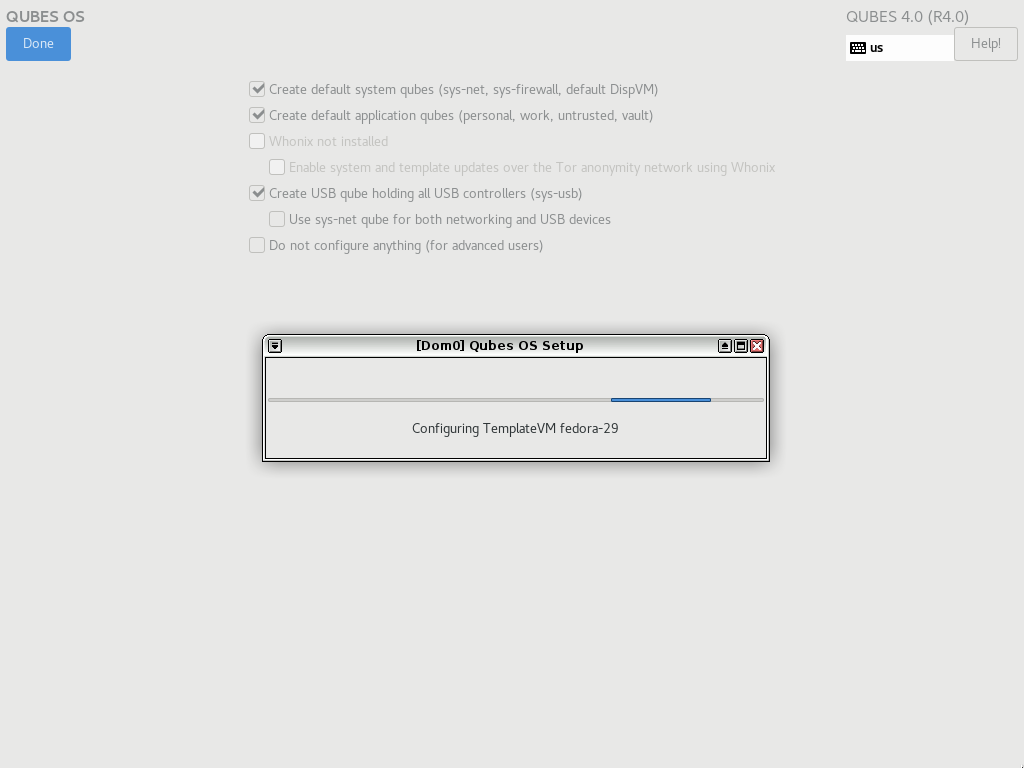 QUBES OS
QUBES 4.0 (R4.0)
Done
us
Help!
Create default system qubes (sys-net, sys-firewall, default DispVM)
Create default application qubes (personal, work, untrusted, vault)
Whonix not installed
Enable system and template updates over the Tor anonymity network using Whonix
Create USB qube holding all USB controllers (sys-usb)
Use sys-net qube for both networking and USB devices
Do not configure anything (for advanced users)
[Dom0] Qubes OS Setup
Configuring TemplateVM fedora-29